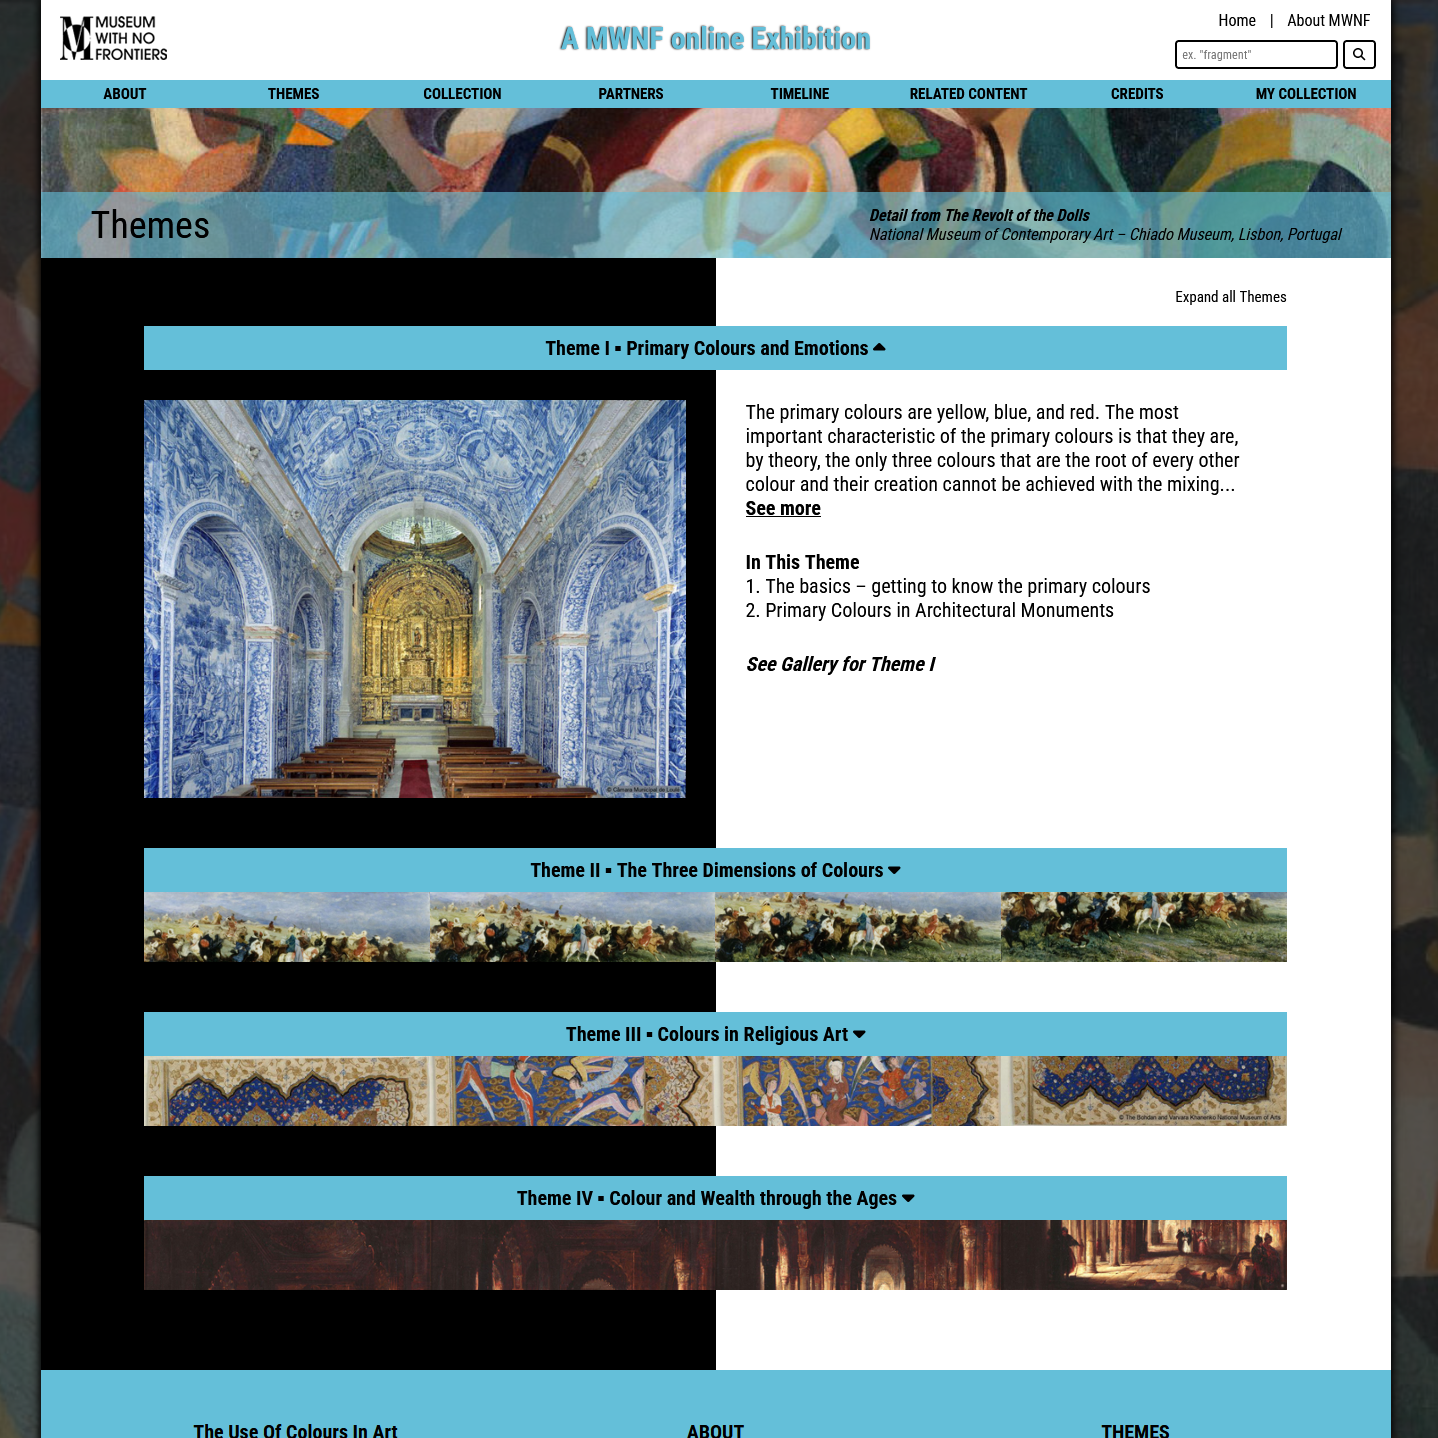 MUSEUM
WITH NO
FRONTIERS
A MWNF online Exhibition
Home | About MWNF
ex. "fragment"
ABOUT THEMES COLLECTION PARTNERS TIMELINE RELATED CONTENT CREDITS MY COLLECTION
Themes
Detail from The Revolt of the Dolls
National Museum of Contemporary Art – Chiado Museum, Lisbon, Portugal
Expand all Themes
Theme I ▪ Primary Colours and Emotions
The primary colours are yellow, blue, and red. The most
important characteristic of the primary colours is that they are,
by theory, the only three colours that are the root of every other
colour and their creation cannot be achieved with the mixing...
See more
In This Theme
1. The basics – getting to know the primary colours
2. Primary Colours in Architectural Monuments
See Gallery for Theme I
© Câmara Municipal de Loulé
Theme II ▪ The Three Dimensions of Colours
Theme III ▪ Colours in Religious Art
© The Bohdan and Varvara Khanenko National Museum of Arts
Theme IV ▪ Colour and Wealth through the Ages
The Use Of Colours In Art
ABOUT
THEMES